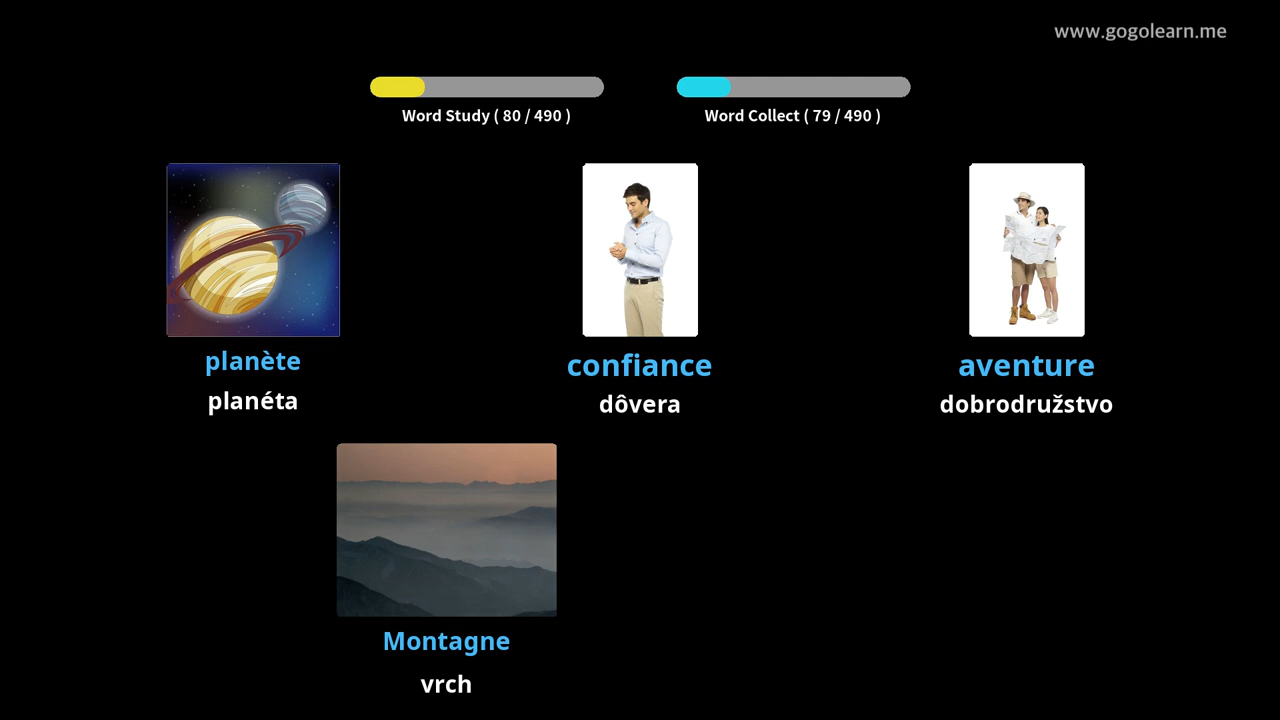 www.gogolearn.me
Word Study ( 80 / 490 )
Word Collect ( 79 / 490 )
planète
planéta
confiance
dôvera
aventure
dobrodružstvo
Montagne
vrch